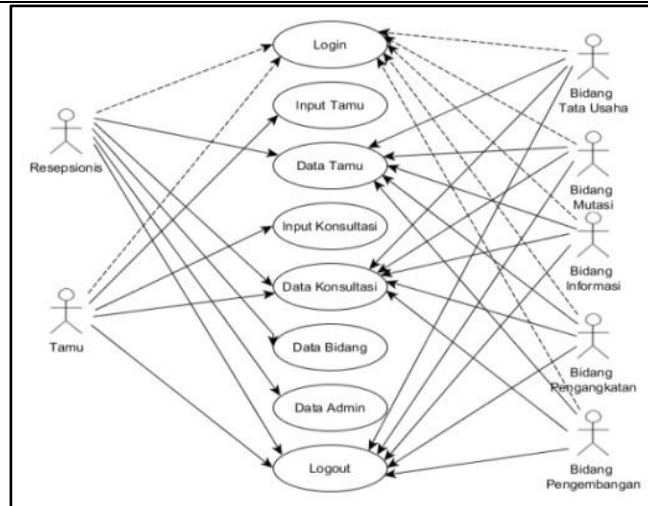 Login
Input Tamu
Data Tamu
Input Konsultasi
Data Konsultasi
Data Bidang
Data Admin
Logout
Resepsionis
Tamu
Bidang
Tata Usaha
Bidang
Mutasi
Bidang
Informasi
Bidang
Pengangkatan
Bidang
Pengembangan